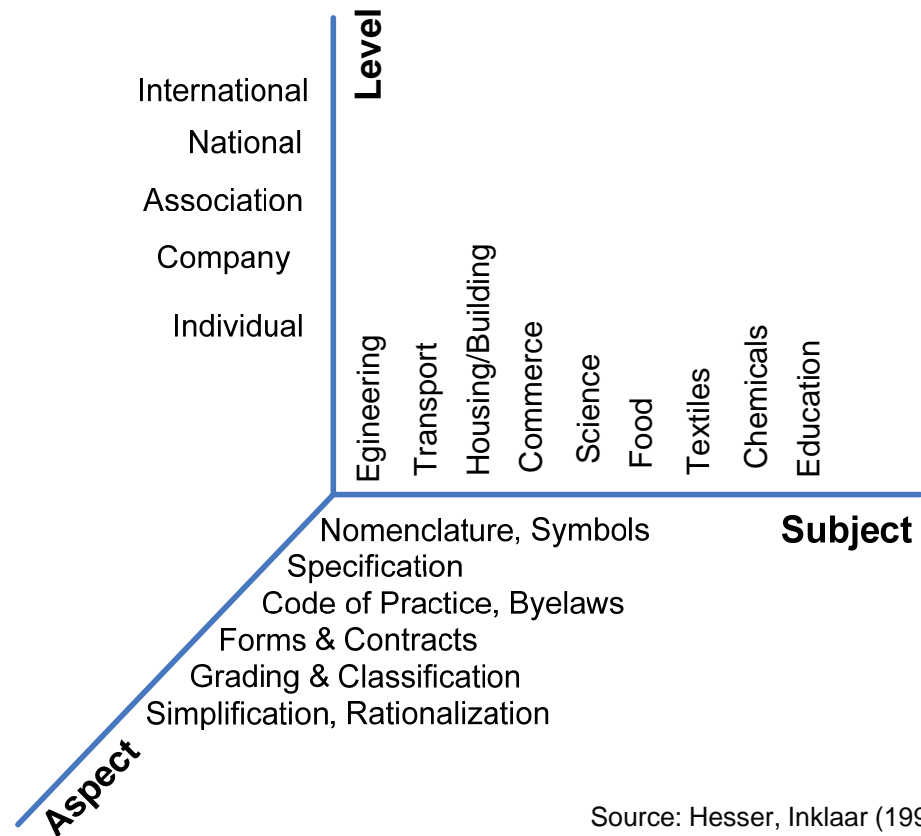 Level
International
National
Association
Company
Individual
Egineering
Transport
Housing/Building
Commerce
Science
Food
Textiles
Chemicals
Education
Subject
Nomenclature, Symbols
Specification
Code of Practice, Byelaws
Forms & Contracts
Grading & Classification
Simplification, Rationalization
Aspect
Source: Hesser, Inklaar (199